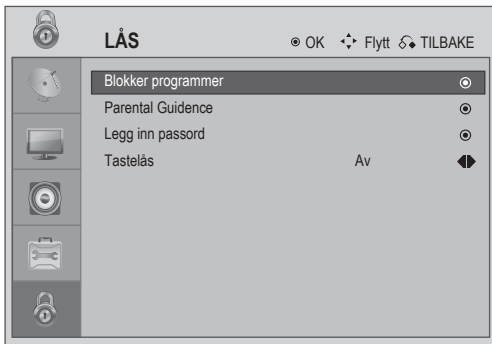 LÅS OK Flytt TILBAKE
Blokker programmer
Parental Guidence
Legg inn passord
Tastelås Av